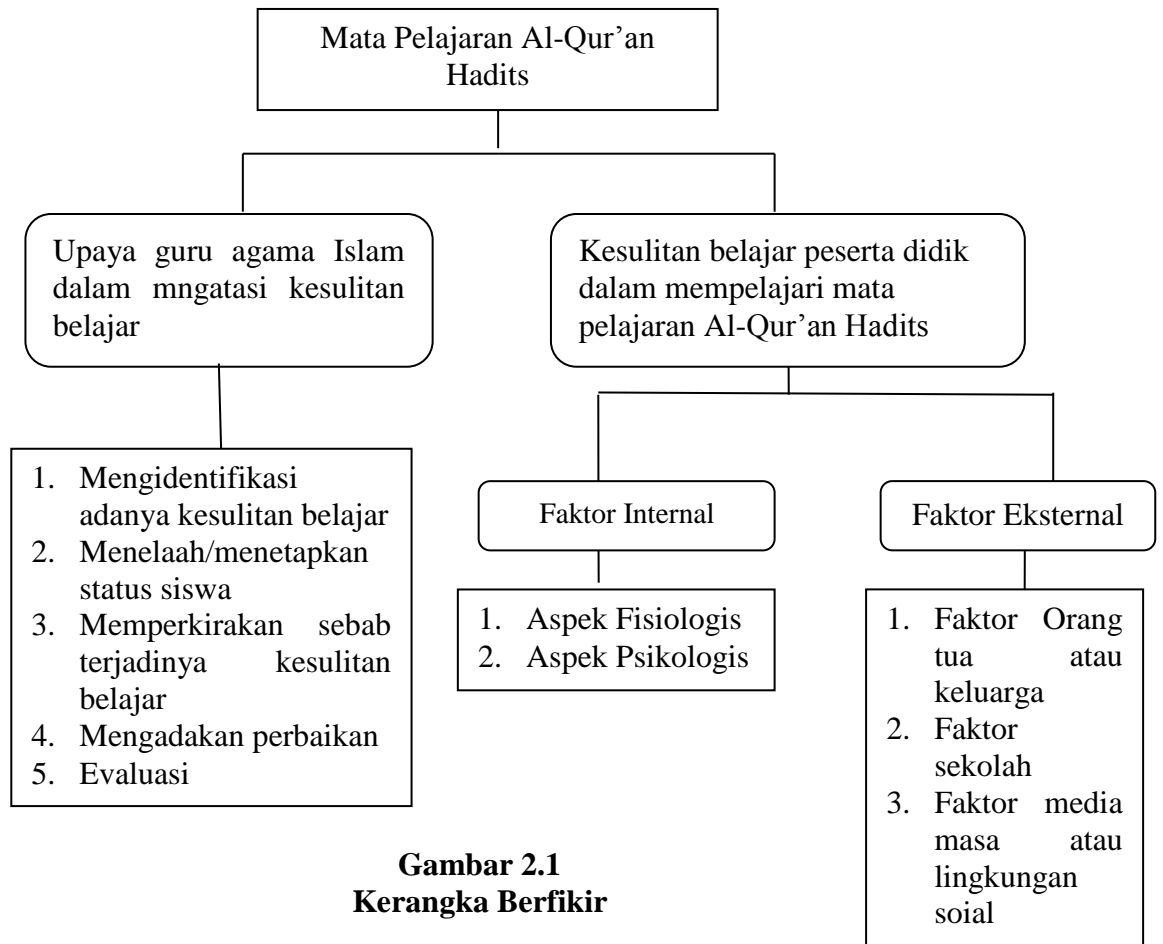 Mata Pelajaran Al-Qur’an
Hadits
Upaya guru agama Islam
dalam mngatasi kesulitan
belajar
Kesulitan belajar peserta didik
dalam mempelajari mata
pelajaran Al-Qur’an Hadits
1. Mengidentifikasi
adanya kesulitan belajar
2. Menelaah/menetapkan
status siswa
3. Memperkirakan sebab
terjadinya kesulitan
belajar
4. Mengadakan perbaikan
5. Evaluasi
Faktor Internal
1. Aspek Fisiologis
2. Aspek Psikologis
Faktor Eksternal
1. Faktor Orang
tua atau
keluarga
2. Faktor
sekolah
3. Faktor media
masa atau
lingkungan
soial
Gambar 2.1
Kerangka Berfikir